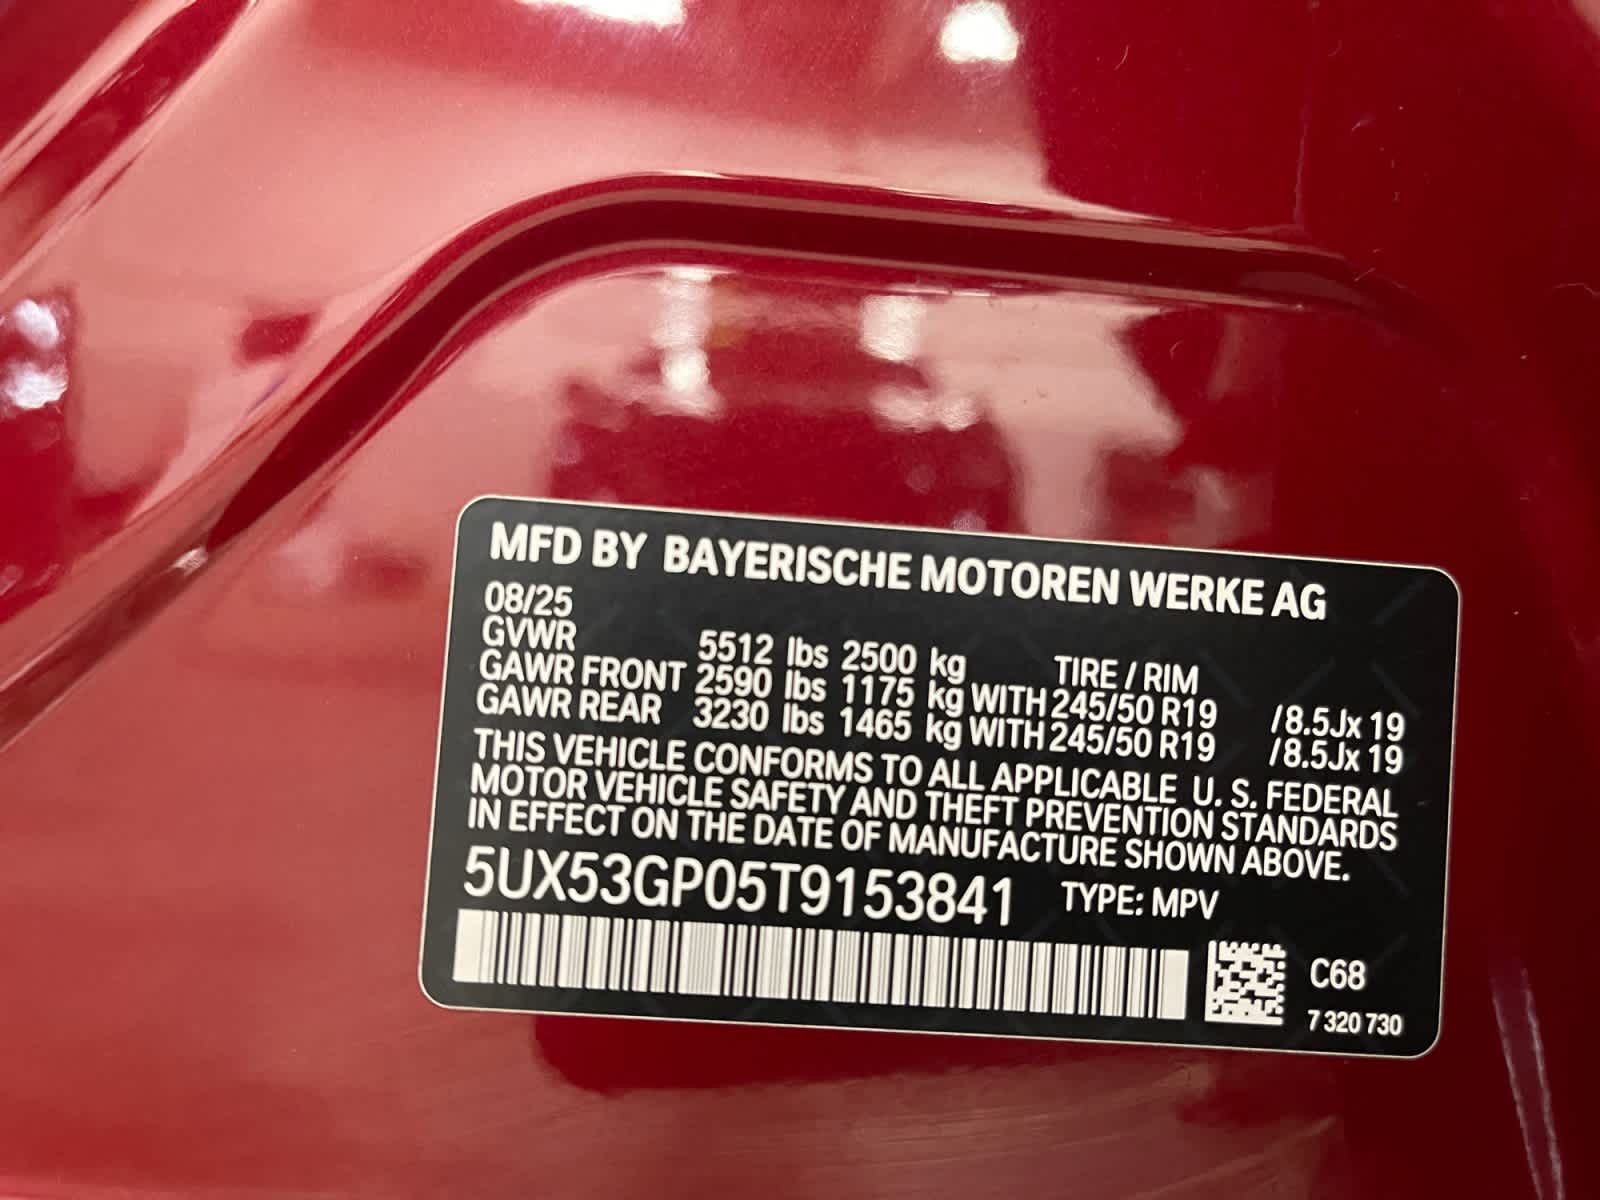 MFD BY BAYERISCHE MOTOREN WERKE AG
08/25
GVWR 5512 lbs 2500 kg TIRE / RIM
GAWR FRONT 2590 lbs 1175 kg WITH 245/50 R19 /8.5Jx 19
GAWR REAR 3230 lbs 1465 kg WITH 245/50 R19 /8.5Jx 19
THIS VEHICLE CONFORMS TO ALL APPLICABLE U. S. FEDERAL
MOTOR VEHICLE SAFETY AND THEFT PREVENTION STANDARDS
IN EFFECT ON THE DATE OF MANUFACTURE SHOWN ABOVE.
5UX53GP05T9153841 TYPE: MPV
C68
7 320 730